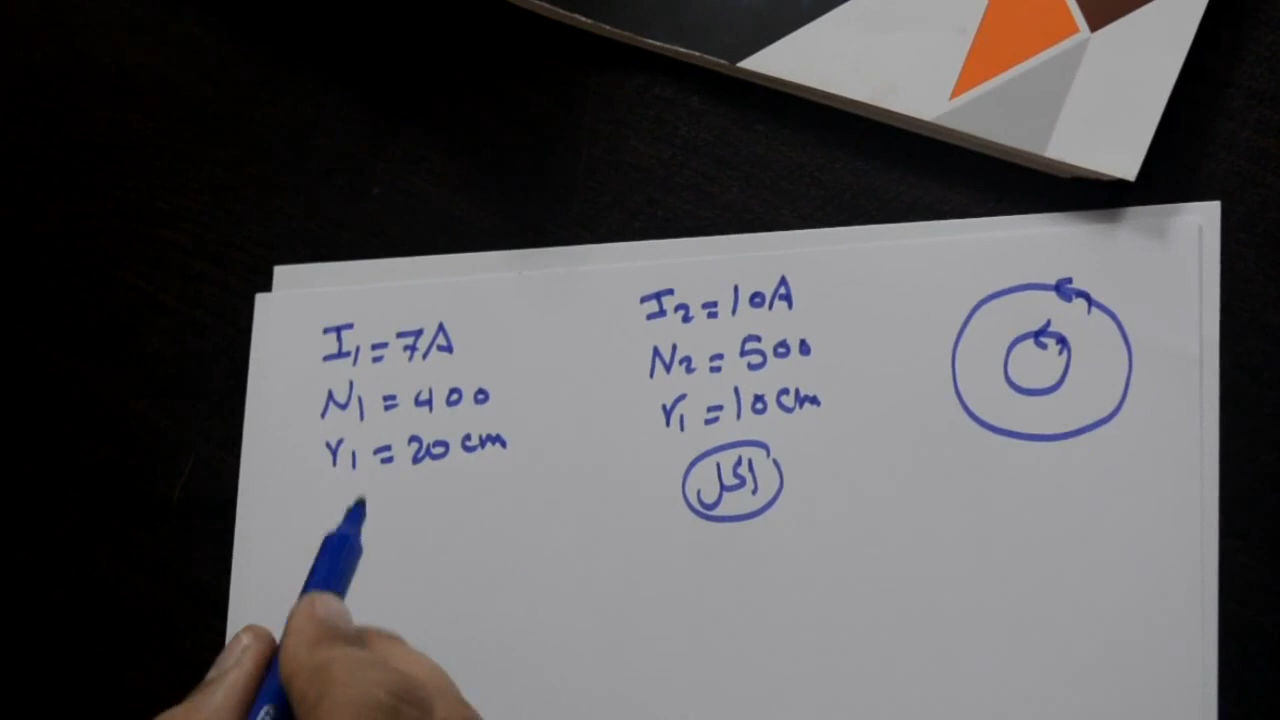 I1 = 7A
N1 = 400
r1 = 20 cm
I2 = 10A
N2 = 500
r1 = 10 cm
الحل